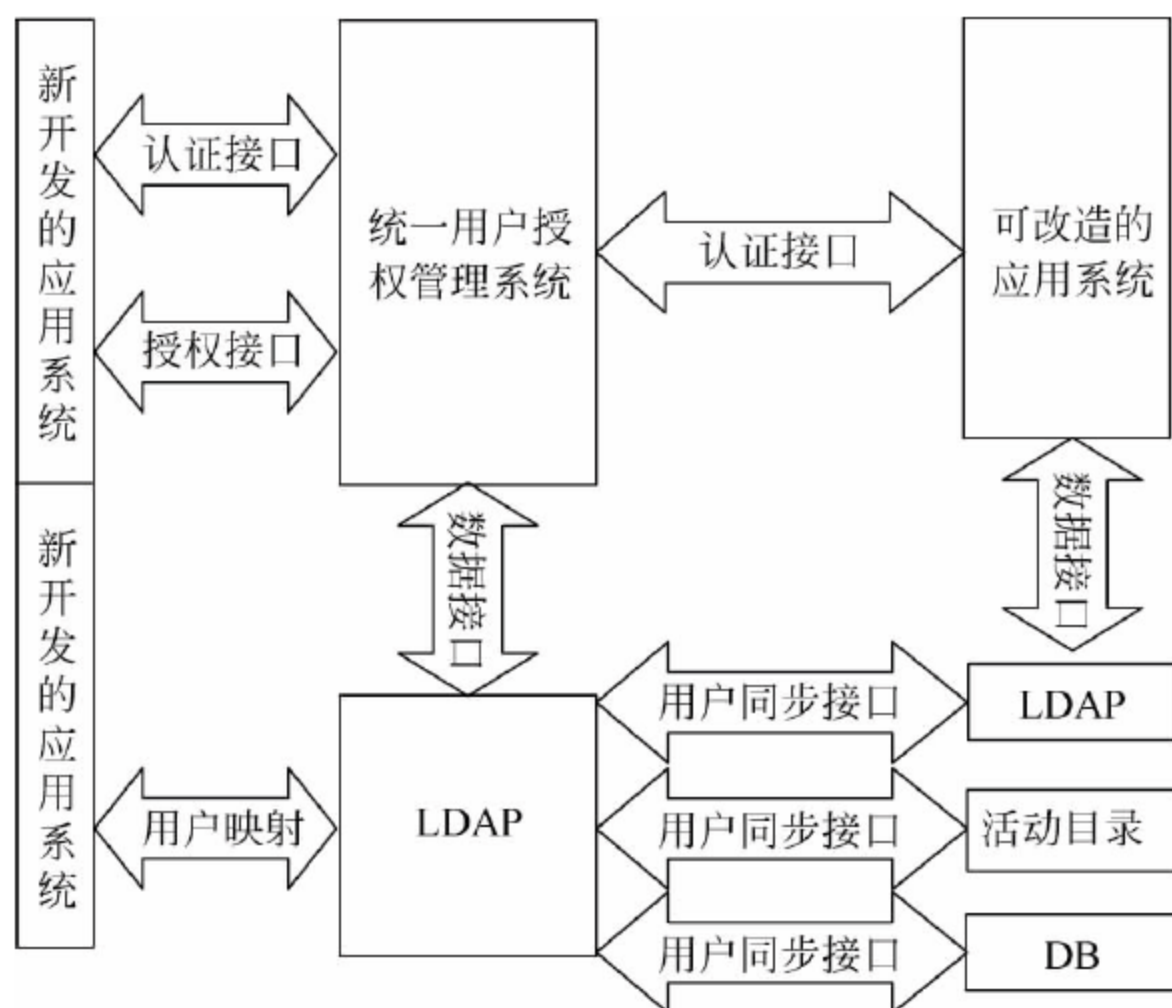 新开发的应用系统
认证接口
授权接口
统一用户授
权管理系统
认证接口
可改造的
应用系统
数据接口
数据接口
新开发的应用系统
用户映射
LDAP
用户同步接口
LDAP
用户同步接口
活动目录
用户同步接口
DB